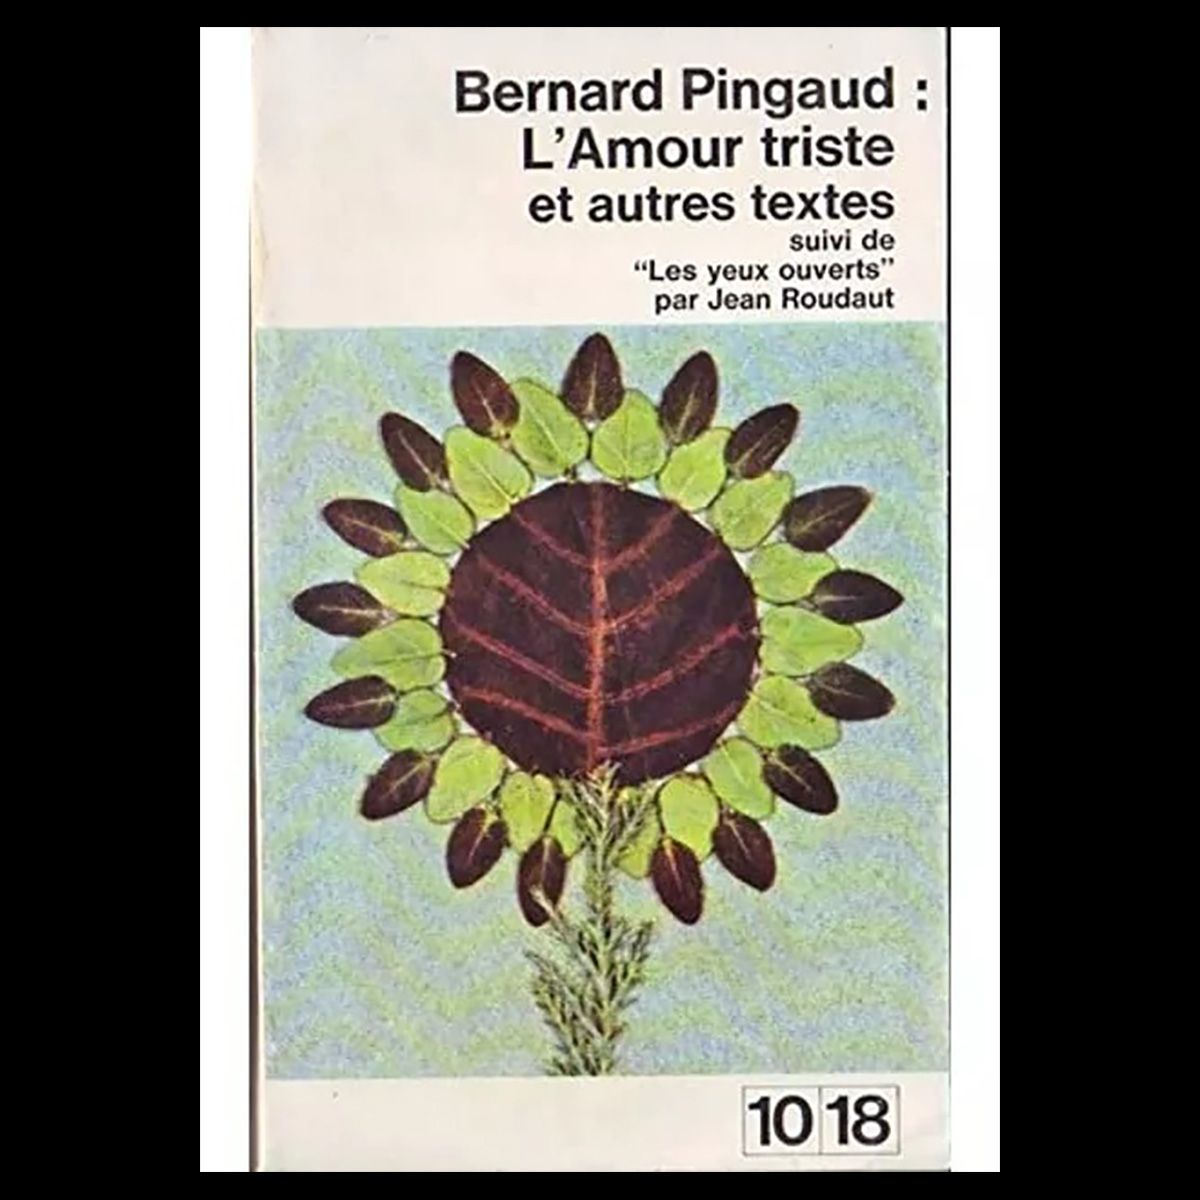 Bernard Pingaud :
L’Amour triste
et autres textes
suivi de
“Les yeux ouverts”
par Jean Roudaut
10 18